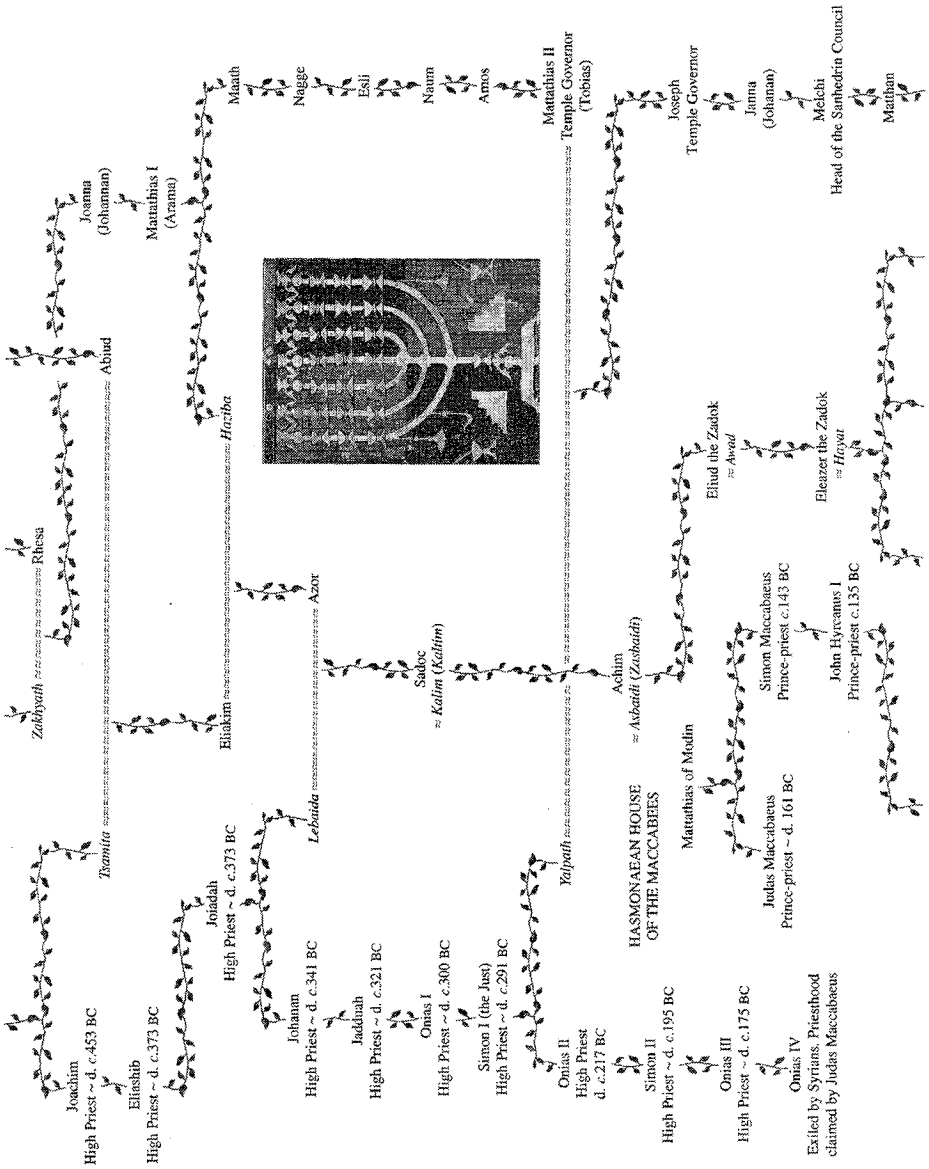 Zakhyath ≈ Rhesa
Joachim
High Priest ~ d. c.453 BC
Tsamita ≈ Abiud
Joanna
(Johannan)
Eliashib
High Priest ~ d. c.373 BC
Mattathias I
(Arama)
Joiadah
High Priest ~ d. c.373 BC
Eliakim ≈ Haziba
Maath
Johanan
High Priest ~ d. c.341 BC
Lebaida ≈ Azor
Nagge
Jadduah
High Priest ~ d. c.321 BC
Esli
Onias I
High Priest ~ d. c.300 BC
Sadoc
≈ Kalim (Kaltim)
Naum
Simon I (the Just)
High Priest ~ d. c.291 BC
Amos
Onias II
High Priest
d. c.217 BC
Yalpath ≈
Mattathias II
Temple Governor
(Tobias)
Simon II
High Priest ~ d. c.195 BC
HASMONAEAN HOUSE
OF THE MACCABEES
Achim
≈ Asbaidi (Zasbaidi)
Joseph
Temple Governor
Onias III
High Priest ~ d. c.175 BC
Mattathias of Modin
Eliud the Zadok
≈ Awad
Janna
(Johanan)
Onias IV
Exiled by Syrians. Priesthood
claimed by Judas Maccabaeus
Judas Maccabaeus
Prince-priest ~ d. 161 BC
Simon Maccabaeus
Prince-priest c.143 BC
Eleazer the Zadok
≈ Hayat
Melchi
Head of the Sanhedrin Council
John Hyrcanus I
Prince-priest c.135 BC
Matthan